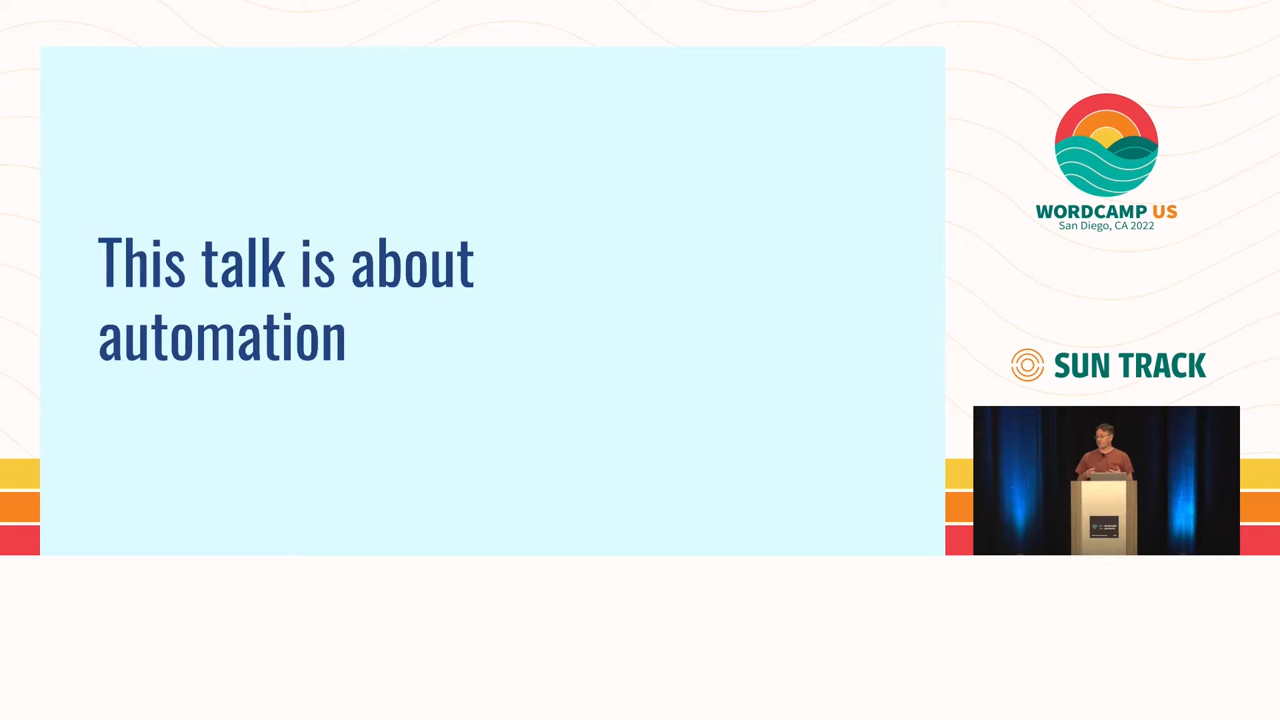 This talk is about
automation
WORDCAMP US
San Diego, CA 2022
SUN TRACK